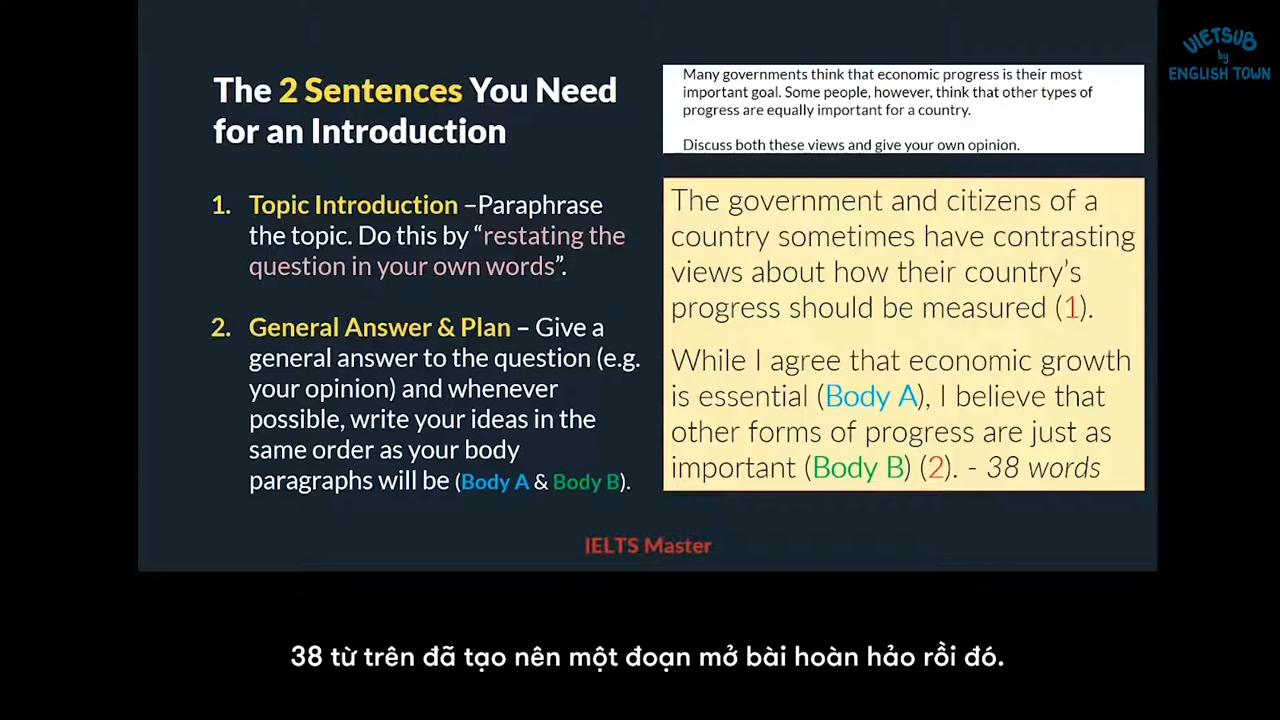 VIETSUB
by
ENGLISH TOWN
The 2 Sentences You Need
for an Introduction
1. Topic Introduction –Paraphrase
the topic. Do this by “restating the
question in your own words”.
2. General Answer & Plan – Give a
general answer to the question (e.g.
your opinion) and whenever
possible, write your ideas in the
same order as your body
paragraphs will be (Body A & Body B).
Many governments think that economic progress is their most
important goal. Some people, however, think that other types of
progress are equally important for a country.
Discuss both these views and give your own opinion.
The government and citizens of a
country sometimes have contrasting
views about how their country’s
progress should be measured (1).
While I agree that economic growth
is essential (Body A), I believe that
other forms of progress are just as
important (Body B) (2). - 38 words
IELTS Master
38 từ trên đã tạo nên một đoạn mở bài hoàn hảo rồi đó.